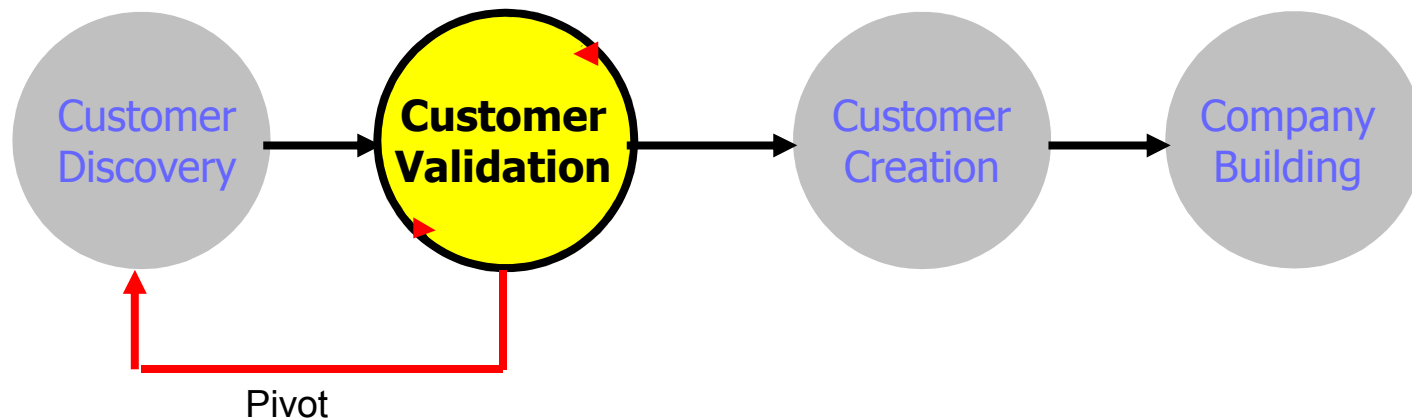 Customer
Discovery
Customer
Validation
Customer
Creation
Company
Building
Pivot